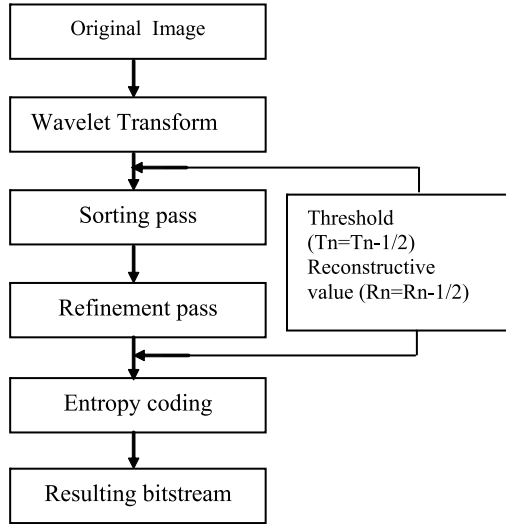 Original Image
Wavelet Transform
Sorting pass
Threshold
(Tn=Tn-1/2)
Reconstructive
value (Rn=Rn-1/2)
Refinement pass
Entropy coding
Resulting bitstream